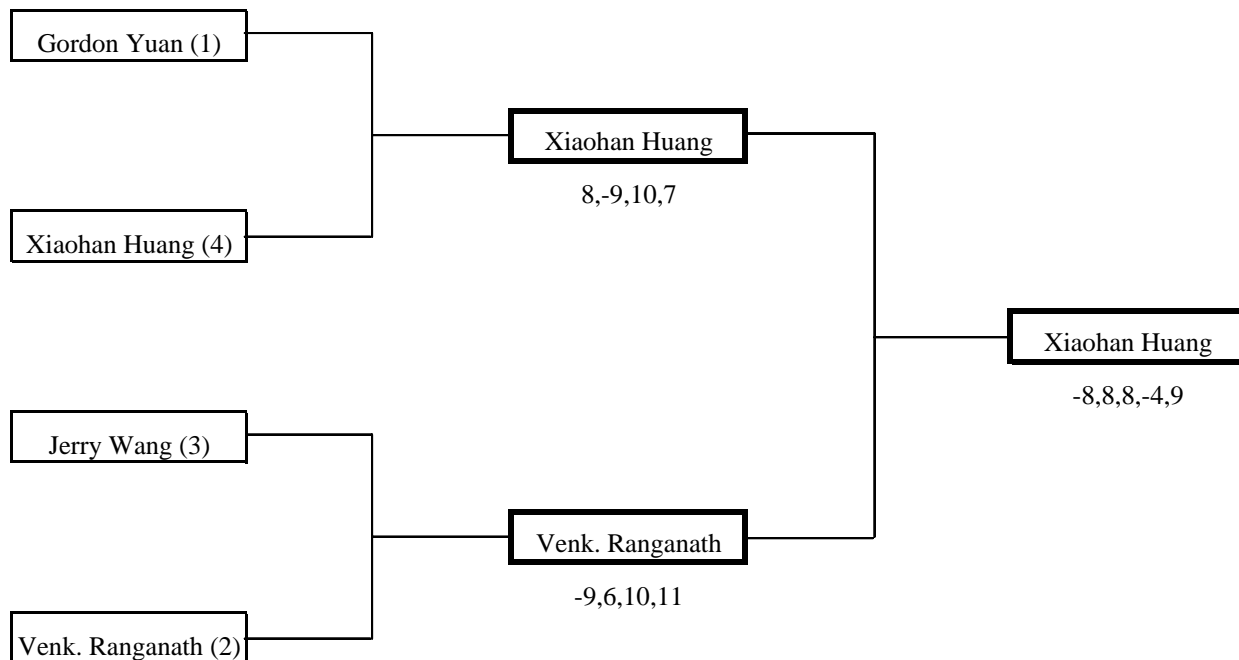 Gordon Yuan (1)
Xiaohan Huang
8,-9,10,7
Xiaohan Huang (4)
Xiaohan Huang
-8,8,8,-4,9
Jerry Wang (3)
Venk. Ranganath
-9,6,10,11
Venk. Ranganath (2)